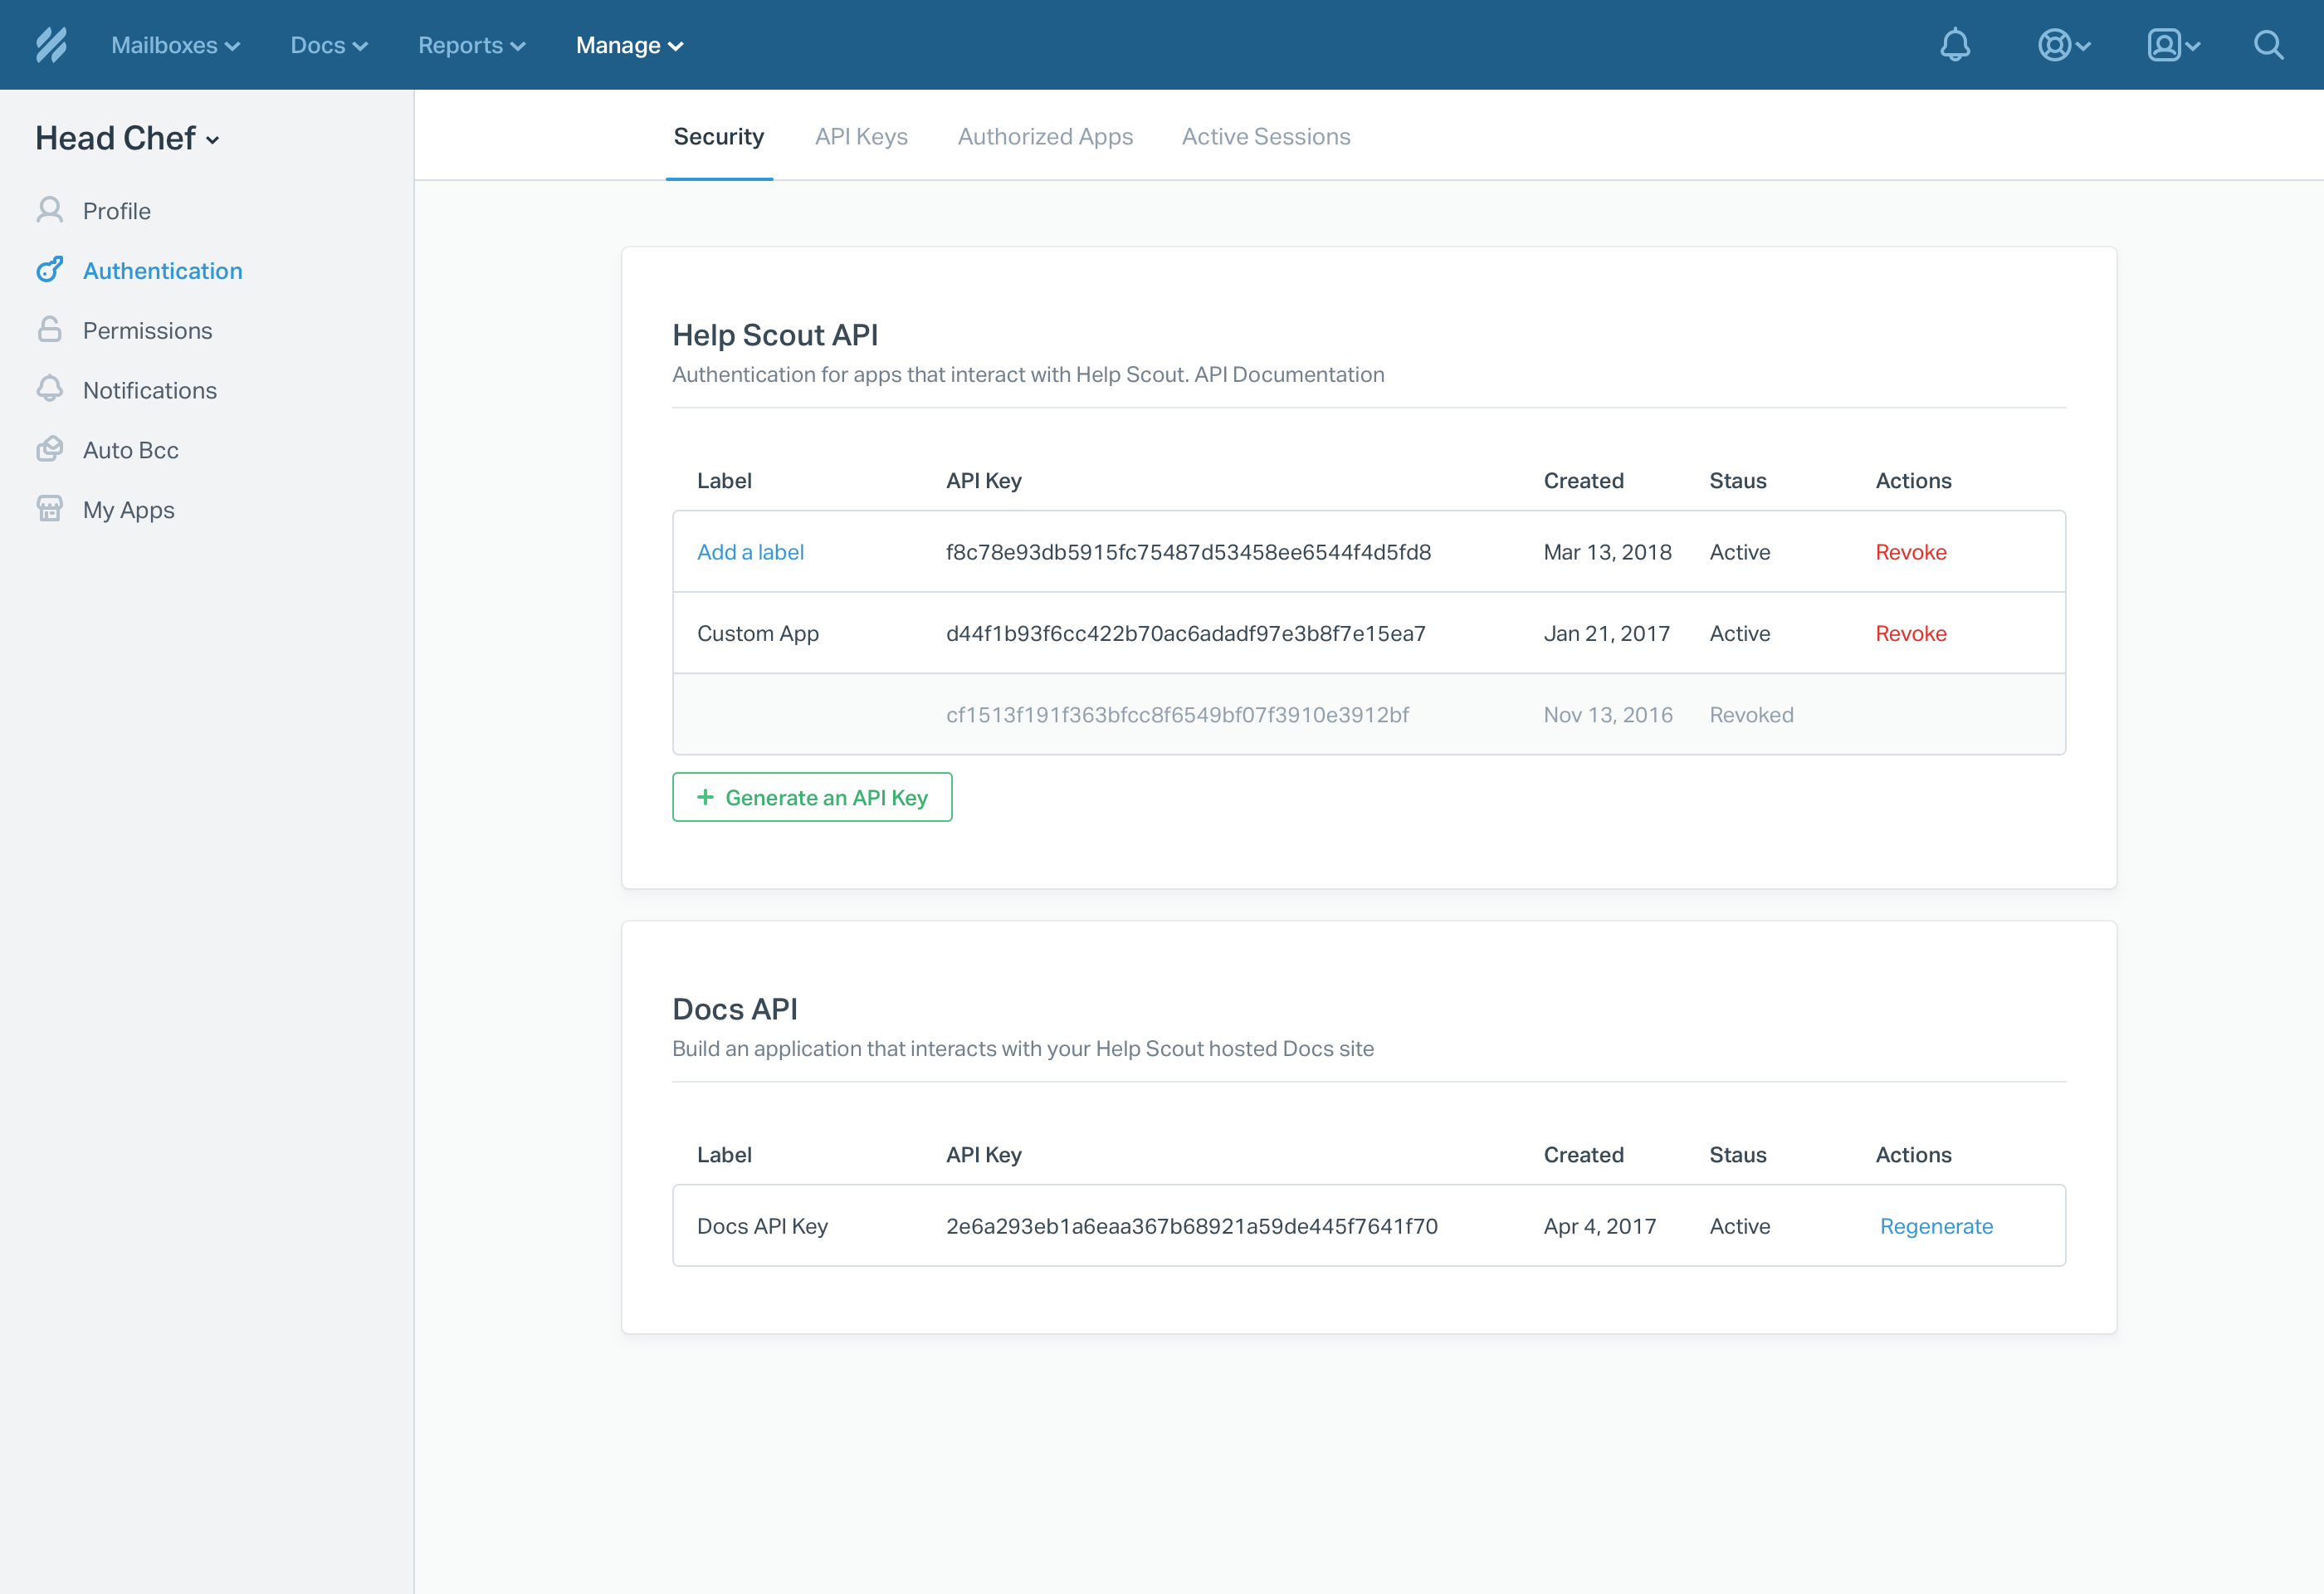 Mailboxes Docs Reports Manage
Head Chef
Profile
Authentication
Permissions
Notifications
Auto Bcc
My Apps
Security API Keys Authorized Apps Active Sessions
Help Scout API
Authentication for apps that interact with Help Scout. API Documentation
Label API Key Created Staus Actions
Add a label f8c78e93db5915fc75487d53458ee6544f4d5fd8 Mar 13, 2018 Active Revoke
Custom App d44f1b93f6cc422b70ac6adadf97e3b8f7e15ea7 Jan 21, 2017 Active Revoke
cf1513f191f363bfcc8f6549bf07f3910e3912bf Nov 13, 2016 Revoked
+ Generate an API Key
Docs API
Build an application that interacts with your Help Scout hosted Docs site
Label API Key Created Staus Actions
Docs API Key 2e6a293eb1a6eaa367b68921a59de445f7641f70 Apr 4, 2017 Active Regenerate